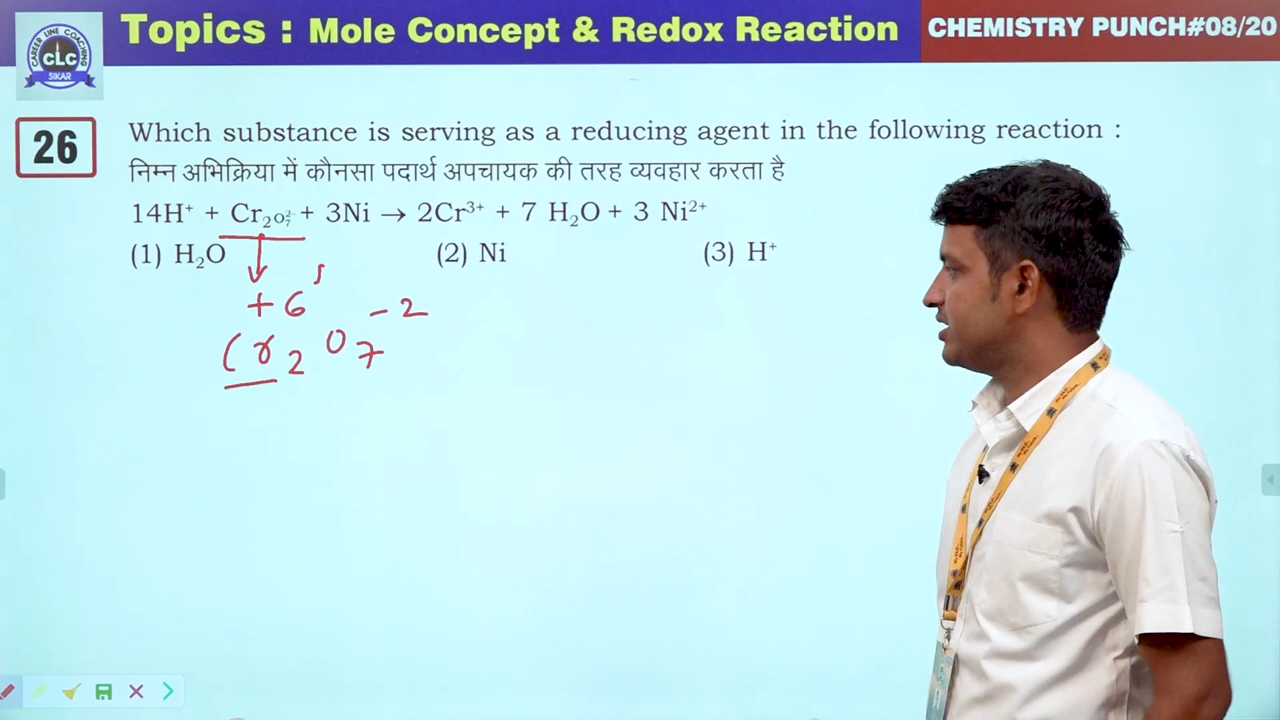 Topics : Mole Concept & Redox Reaction
CHEMISTRY PUNCH#08/20
CAREER LINE COACHING
CLC
SIKAR
26
Which substance is serving as a reducing agent in the following reaction :
निम्न अभिक्रिया में कौनसा पदार्थ अपचायक की तरह व्यवहार करता है
14H⁺ + Cr₂O₇²⁻ + 3Ni → 2Cr³⁺ + 7 H₂O + 3 Ni²⁺
(1) H₂O (2) Ni (3) H⁺
+6
Cr₂O₇⁻²